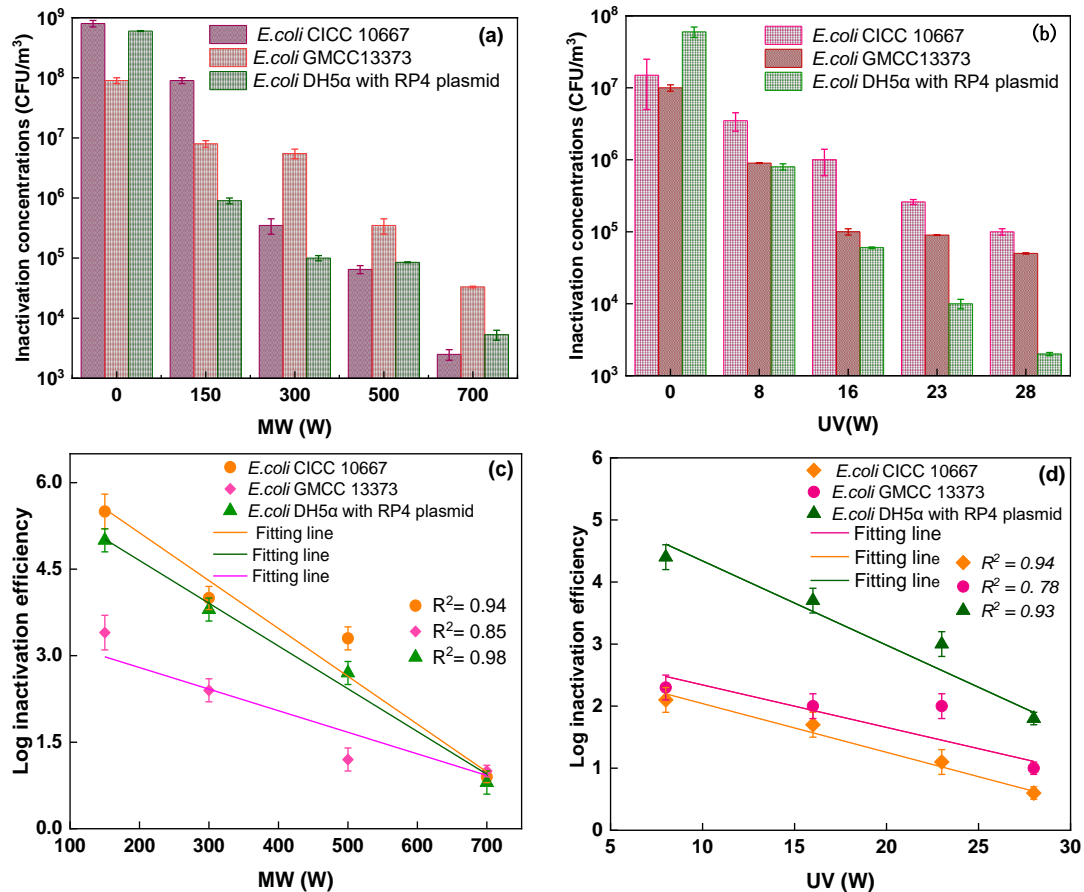 (a)
E.coli CICC 10667
E.coli GMCC13373
E.coli DH5α with RP4 plasmid
Inactivation concentrations (CFU/m³)
10⁹
10⁸
10⁷
10⁶
10⁵
10⁴
10³
0 150 300 500 700
MW (W)
(b)
E.coli CICC 10667
E.coli GMCC13373
E.coli DH5α with RP4 plasmid
Inactivation concentrations (CFU/m³)
10⁸
10⁷
10⁶
10⁵
10⁴
10³
0 8 16 23 28
UV(W)
(c)
E.coli CICC 10667
E.coli GMCC 13373
E.coli DH5α with RP4 plasmid
Fitting line
Fitting line
Fitting line
R²= 0.94
R²= 0.85
R²= 0.98
Log inactivation efficiency
6.0
4.5
3.0
1.5
0.0
100 200 300 400 500 600 700
MW (W)
(d)
E.coli CICC 10667
E.coli GMCC 13373
E.coli DH5α with RP4 plasmid
Fitting line
Fitting line
Fitting line
R² = 0.94
R² = 0. 78
R² = 0.93
Log inactivation efficiency
6
5
4
3
2
1
0
5 10 15 20 25 30
UV (W)